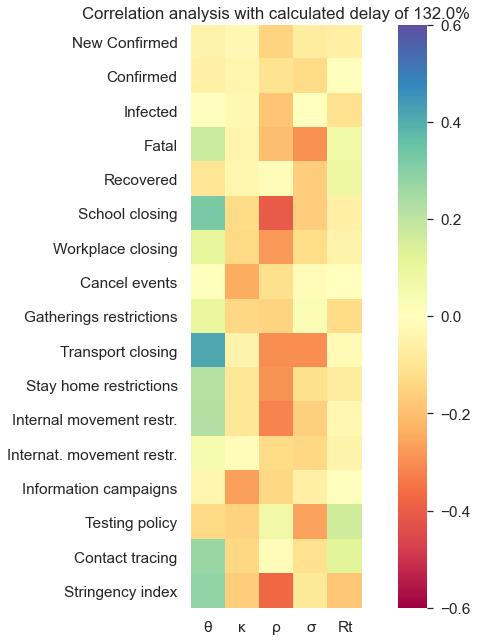 Correlation analysis with calculated delay of 132.0%
New Confirmed
Confirmed
Infected
Fatal
Recovered
School closing
Workplace closing
Cancel events
Gatherings restrictions
Transport closing
Stay home restrictions
Internal movement restr.
Internat. movement restr.
Information campaigns
Testing policy
Contact tracing
Stringency index
θ κ ρ σ Rt
0.6
0.4
0.2
0.0
−0.2
−0.4
−0.6